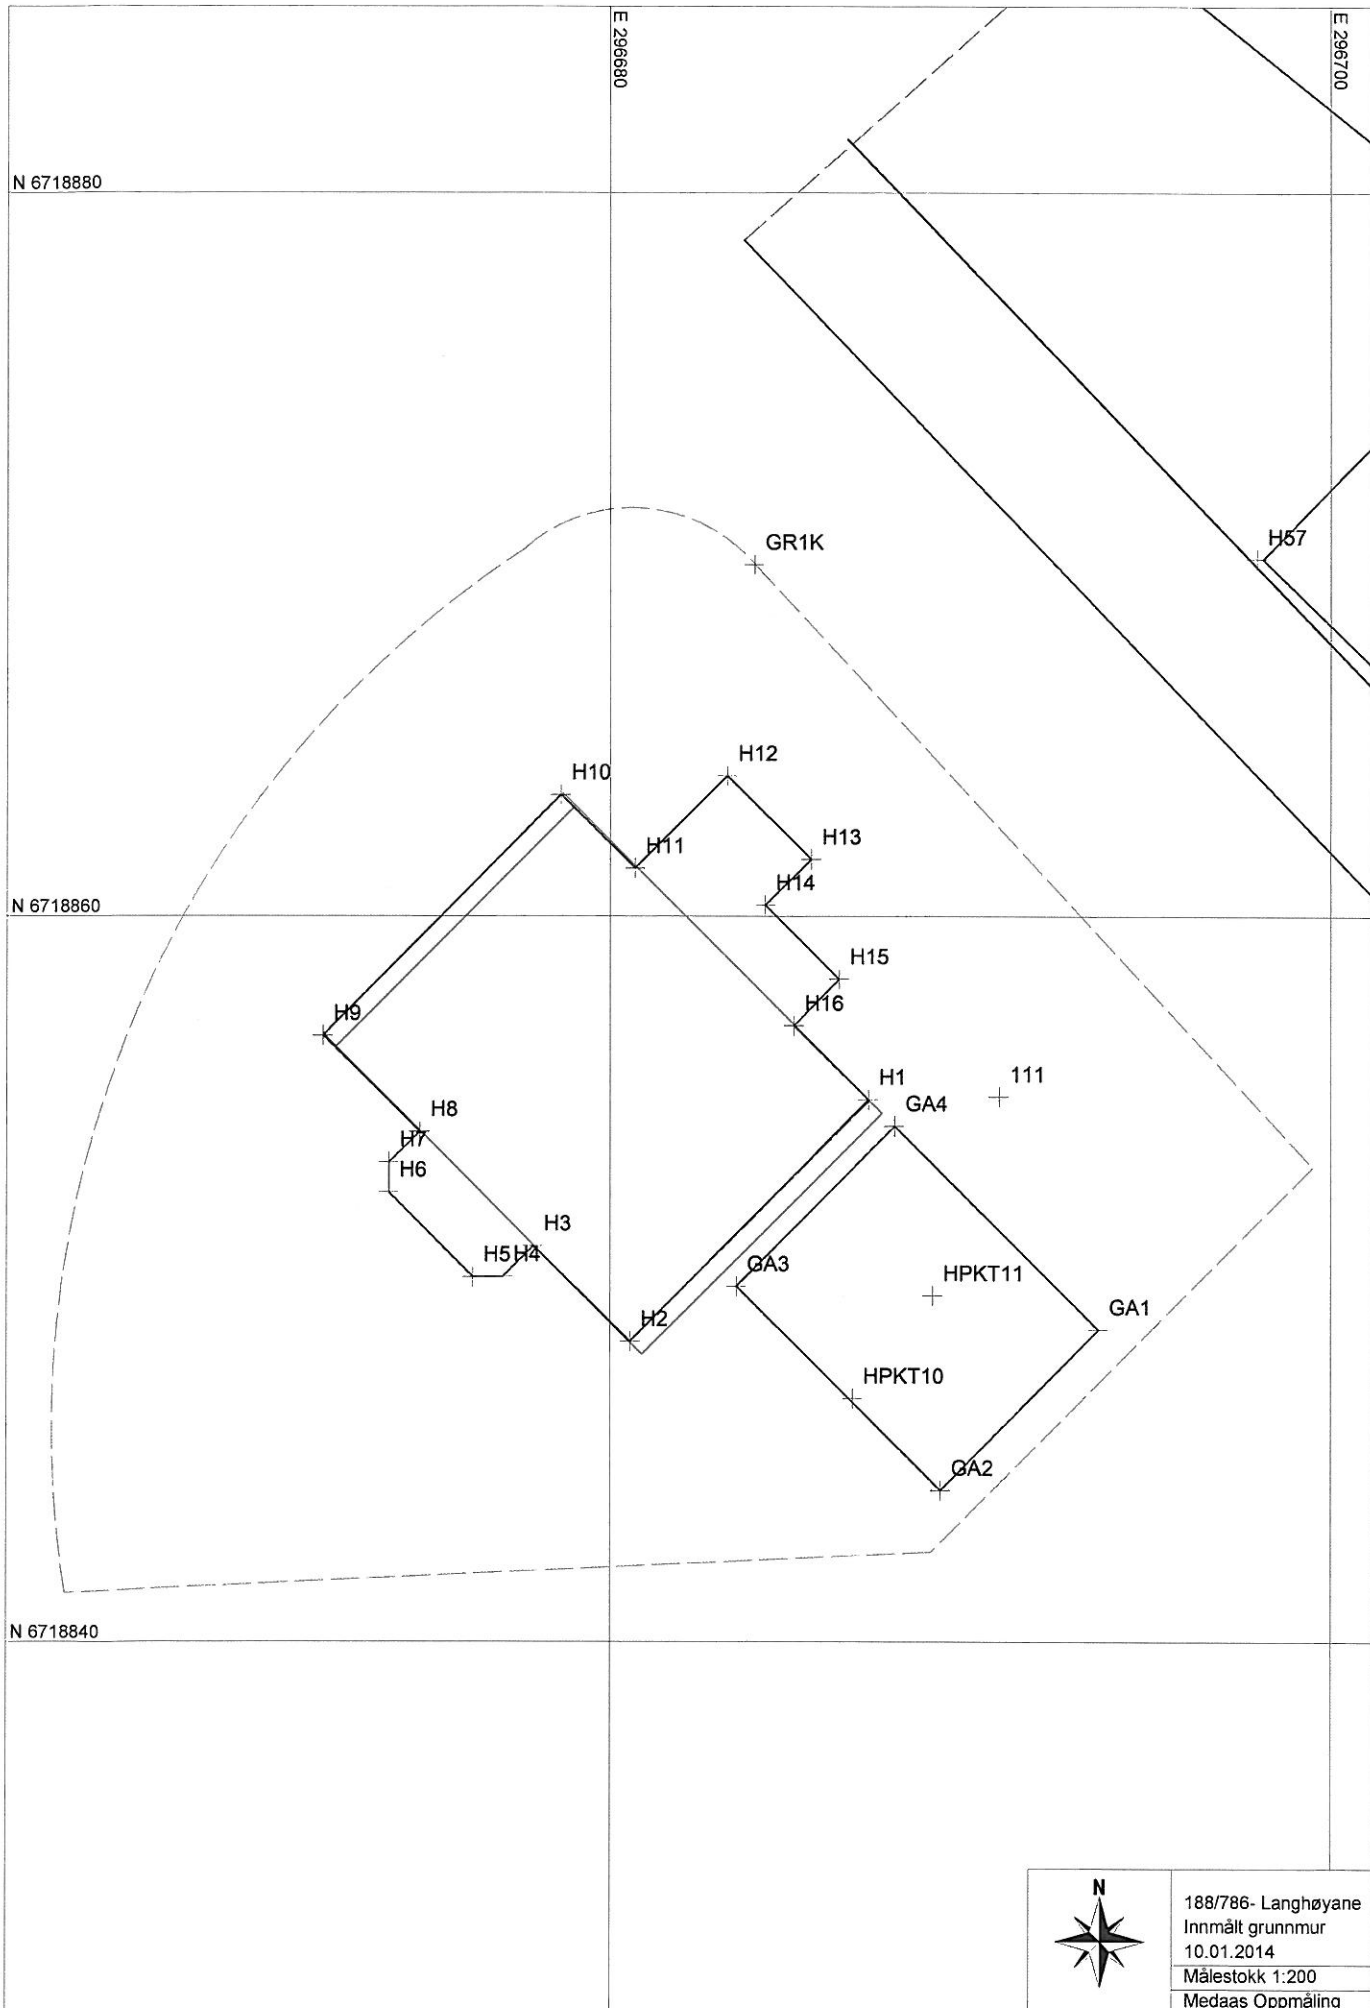 E 296680
E 296700
N 6718880
H57
GR1K
H12
H10
H13
H11
H14
N 6718860
H15
H16
H9
H1
111
H8
GA4
H7
H6
H3
H5
H4
GA3
HPKT11
GA1
H2
HPKT10
GA2
N 6718840
N
188/786- Langhøyane
Innmålt grunnmur
10.01.2014
Målestokk 1:200
Medaas Oppmåling